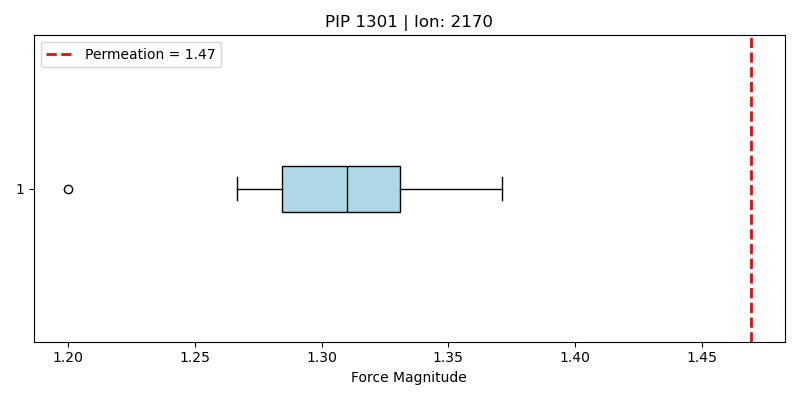 PIP 1301 | Ion: 2170
Permeation = 1.47
1
1.20 1.25 1.30 1.35 1.40 1.45
Force Magnitude